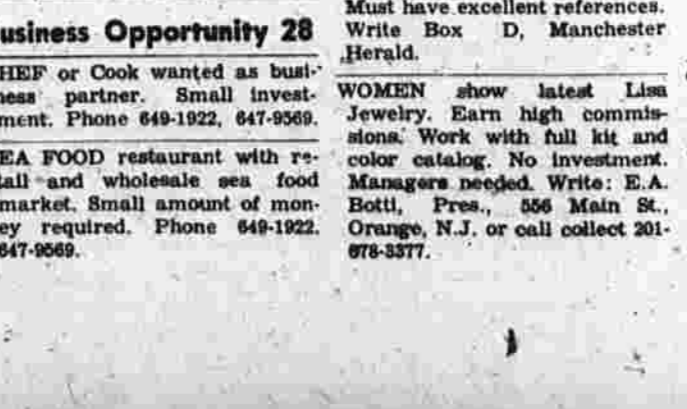 usiness Opportunity 28
HEF or Cook wanted as busi-
ness partner. Small invest-
ment. Phone 649-1922, 647-9569.
EA FOOD restaurant with re-
tail and wholesale sea food
market. Small amount of mon-
ey required. Phone 649-1922.
647-9569.
Must have excellent references.
Write Box D, Manchester
Herald.
WOMEN show latest Lisa
Jewelry. Earn high commis-
sions. Work with full kit and
color catalog. No investment.
Managers needed. Write: E.A.
Botti, Pres., 556 Main St.,
Orange, N.J. or call collect 201-
678-3377.